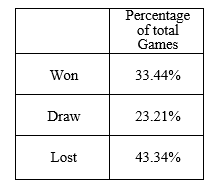 Percentage
of total
Games
Won 33.44%
Draw 23.21%
Lost 43.34%